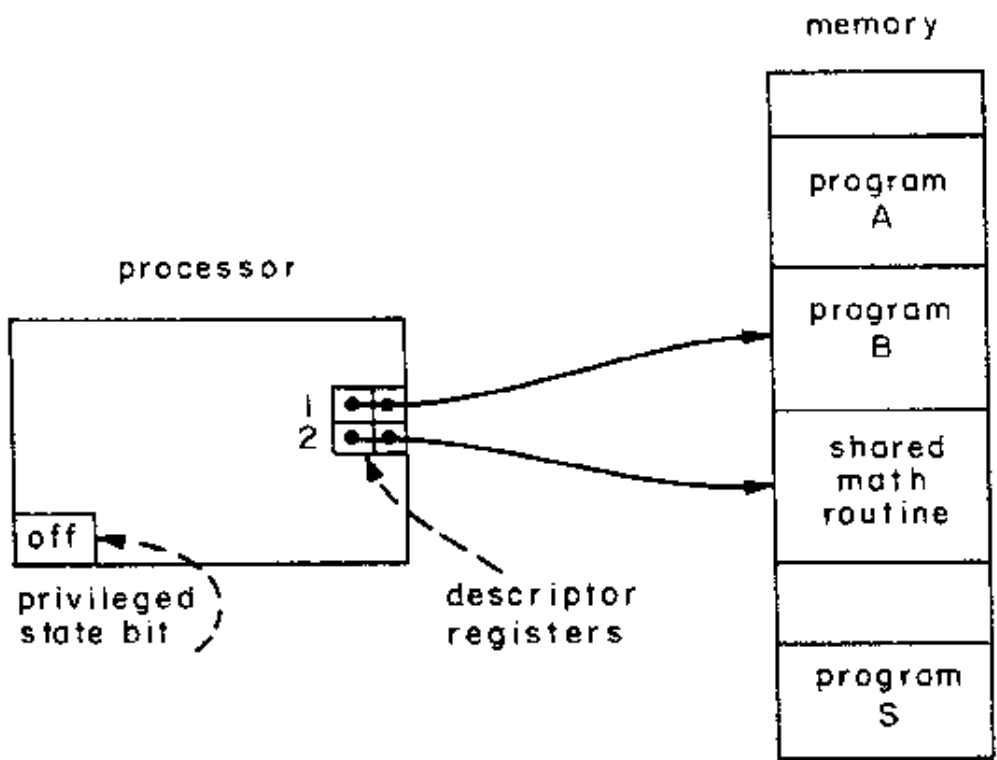 memory
program
A
processor
program
B
1
2
shared
math
routine
off
privileged
state bit
descriptor
registers
program
S